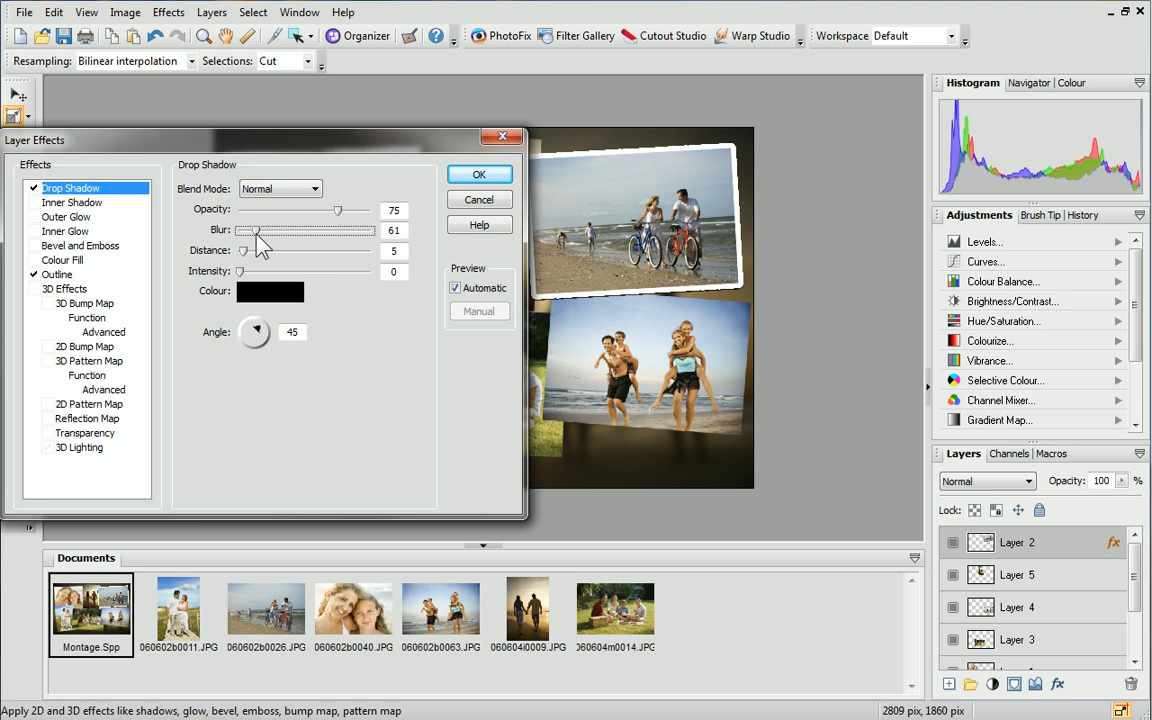 File Edit View Image Effects Layers Select Window Help
Organizer PhotoFix Filter Gallery Cutout Studio Warp Studio Workspace Default
Resampling: Bilinear interpolation Selections: Cut
Layer Effects
Effects
Drop Shadow
Inner Shadow
Outer Glow
Inner Glow
Bevel and Emboss
Colour Fill
Outline
3D Effects
3D Bump Map
Function
Advanced
2D Bump Map
3D Pattern Map
Function
Advanced
2D Pattern Map
Reflection Map
Transparency
3D Lighting
Drop Shadow
Blend Mode: Normal
Opacity: 75
Blur: 61
Distance: 5
Intensity: 0
Colour:
Angle: 45
OK
Cancel
Help
Preview
Automatic
Manual
Histogram Navigator Colour
Adjustments Brush Tip History
Levels...
Curves...
Colour Balance...
Brightness/Contrast...
Hue/Saturation...
Colourize...
Vibrance...
Selective Colour...
Channel Mixer...
Gradient Map...
Layers Channels Macros
Normal Opacity: 100 %
Lock:
Layer 2 fx
Layer 5
Layer 4
Layer 3
fx
Documents
Montage.Spp 060602b0011.JPG 060602b0026.JPG 060602b0040.JPG 060602b0063.JPG 060604i0009.JPG 060604m0014.JPG
Apply 2D and 3D effects like shadows, glow, bevel, emboss, bump map, pattern map 2809 pix, 1860 pix